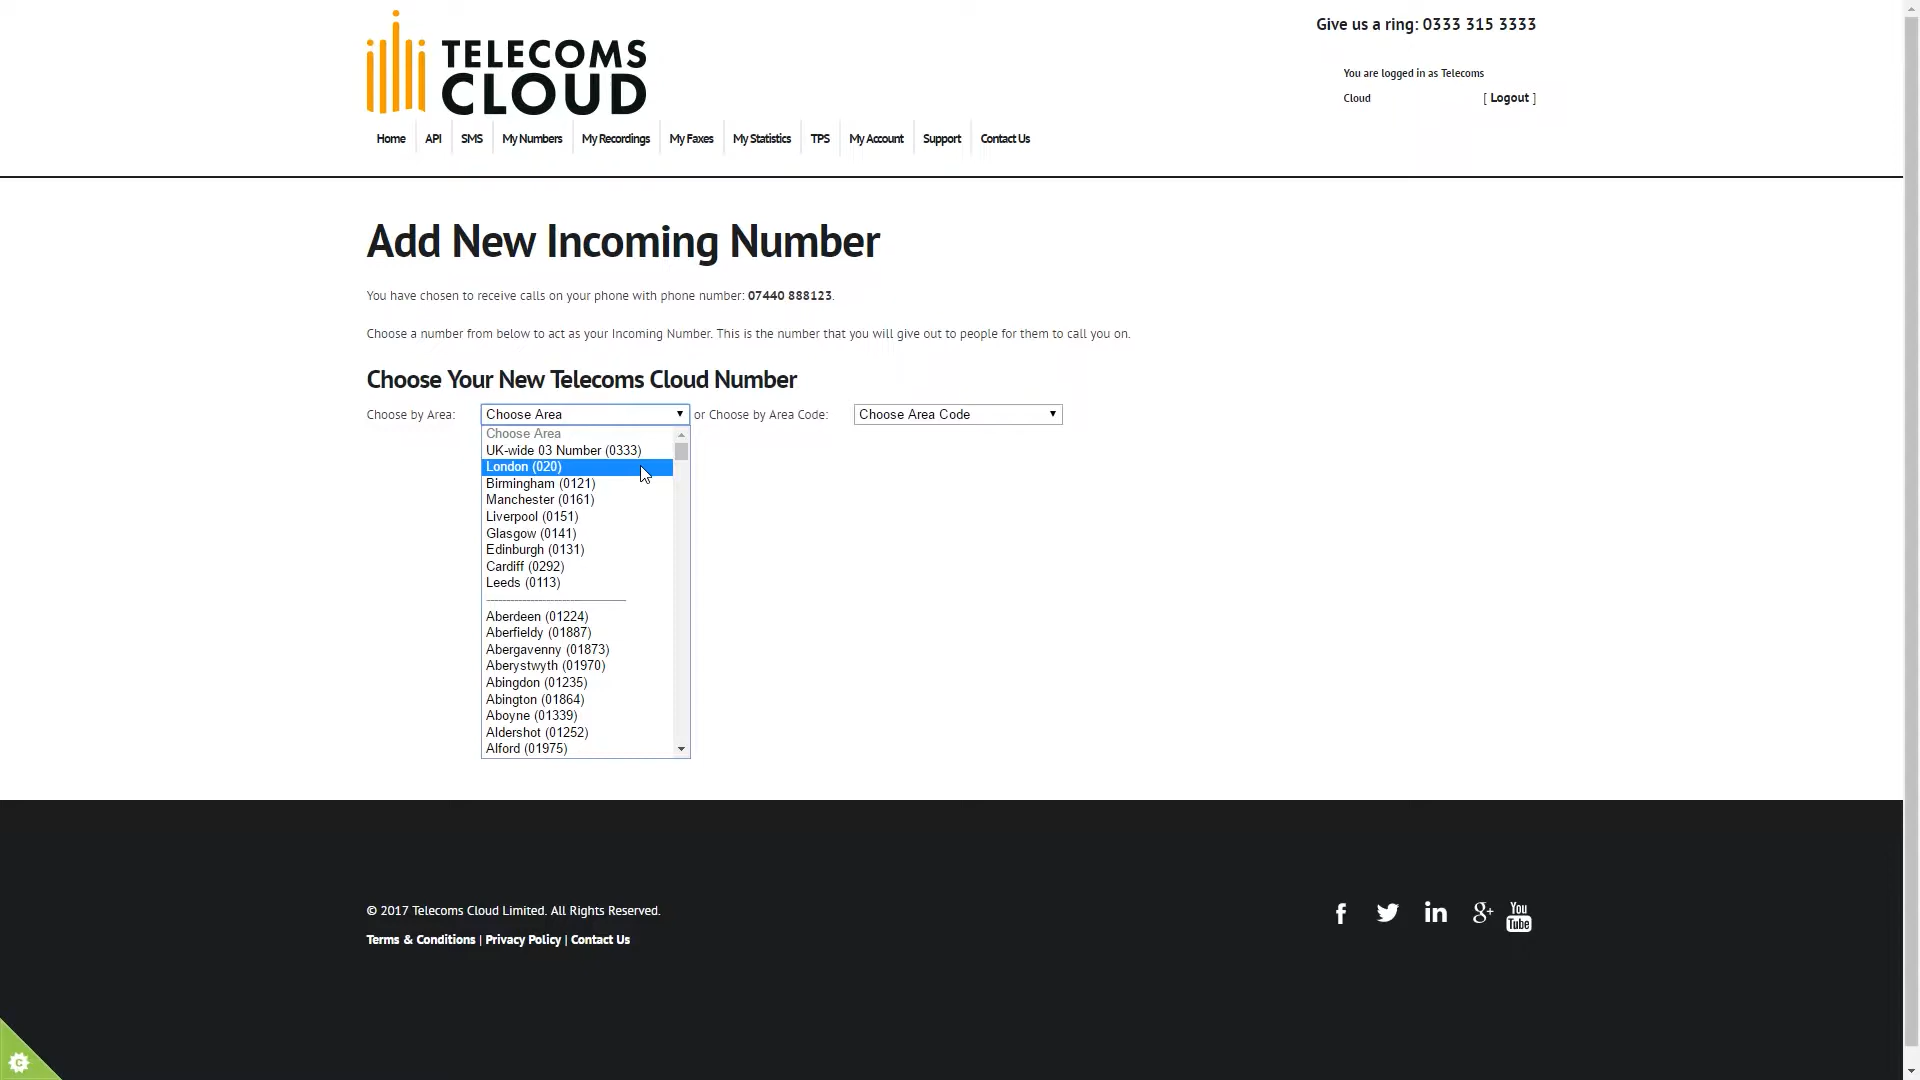 TELECOMS
CLOUD
Give us a ring: 0333 315 3333
You are logged in as Telecoms
Cloud [ Logout ]
Home API SMS My Numbers My Recordings My Faxes My Statistics TPS My Account Support Contact Us
Add New Incoming Number
You have chosen to receive calls on your phone with phone number: 07440 888123.
Choose a number from below to act as your Incoming Number. This is the number that you will give out to people for them to call you on.
Choose Your New Telecoms Cloud Number
Choose by Area: Choose Area or Choose by Area Code: Choose Area Code
Choose Area
UK-wide 03 Number (0333)
London (020)
Birmingham (0121)
Manchester (0161)
Liverpool (0151)
Glasgow (0141)
Edinburgh (0131)
Cardiff (0292)
Leeds (0113)
Aberdeen (01224)
Aberfieldy (01887)
Abergavenny (01873)
Aberystwyth (01970)
Abingdon (01235)
Abington (01864)
Aboyne (01339)
Aldershot (01252)
Alford (01975)
© 2017 Telecoms Cloud Limited. All Rights Reserved.
Terms & Conditions | Privacy Policy | Contact Us
f in g+ You Tube
C